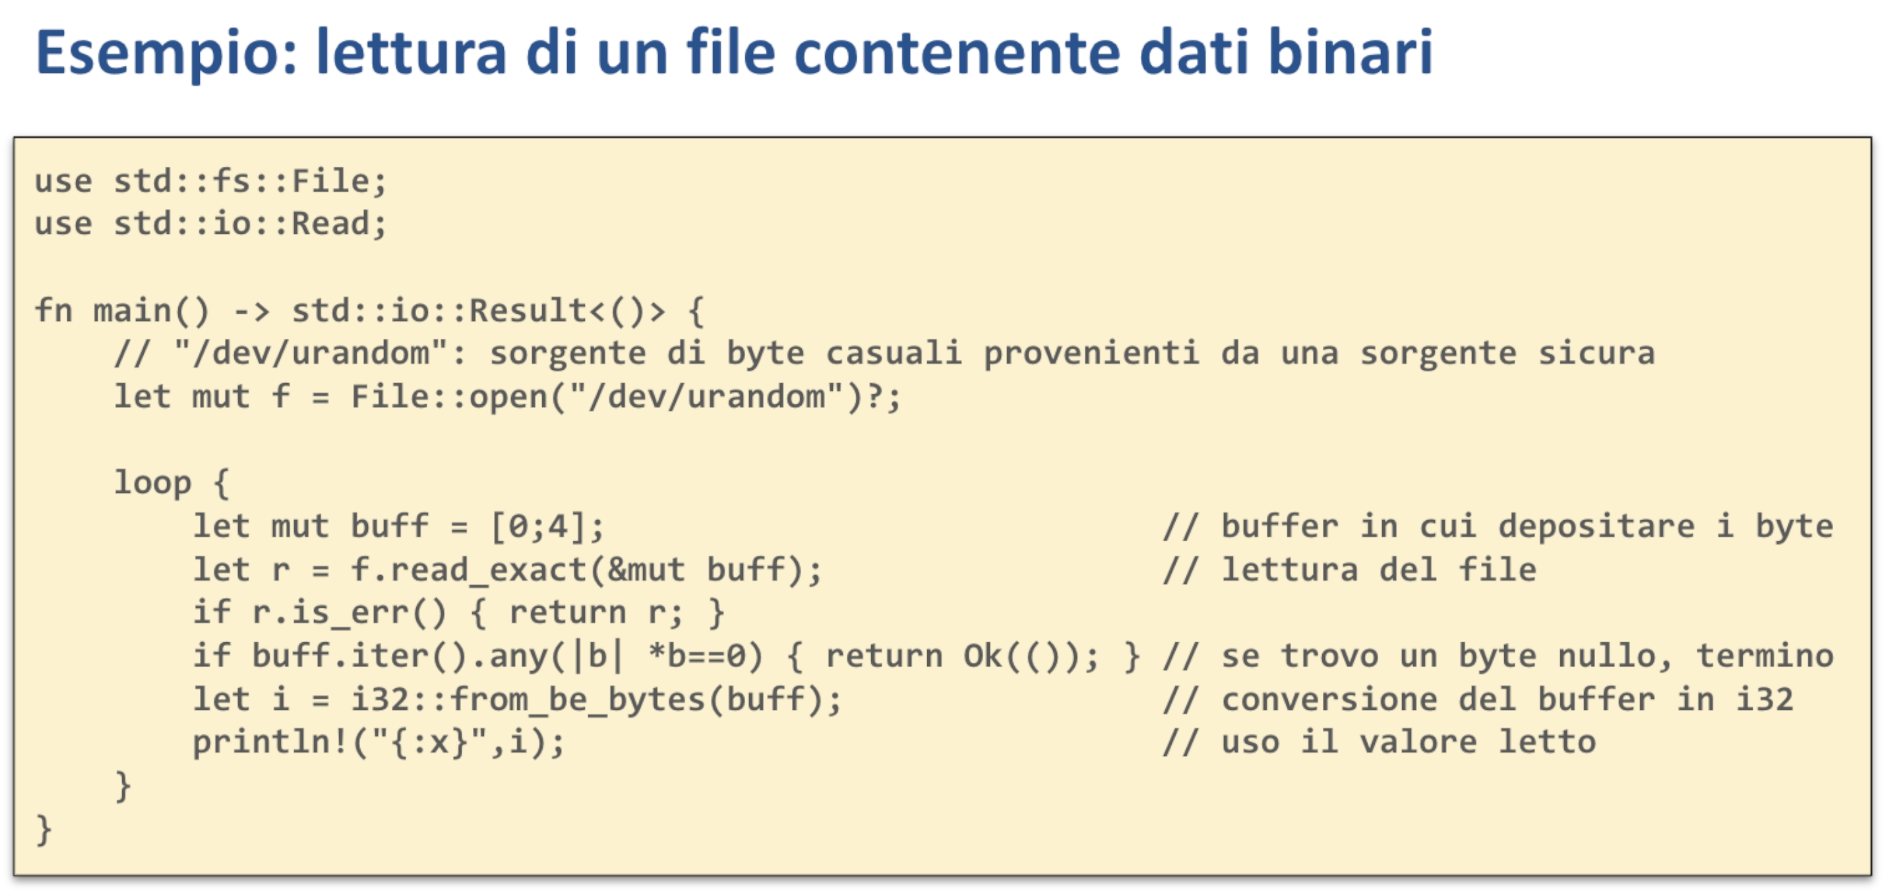 Esempio: lettura di un file contenente dati binari
use std::fs::File;
use std::io::Read;
fn main() -> std::io::Result<()> {
    // "/dev/urandom": sorgente di byte casuali provenienti da una sorgente sicura
    let mut f = File::open("/dev/urandom")?;
    loop {
        let mut buff = [0;4];                            // buffer in cui depositare i byte
        let r = f.read_exact(&mut buff);                 // lettura del file
        if r.is_err() { return r; }
        if buff.iter().any(|b| *b==0) { return Ok(()); } // se trovo un byte nullo, termino
        let i = i32::from_be_bytes(buff);                // conversione del buffer in i32
        println!("{:x}",i);                              // uso il valore letto
    }
}